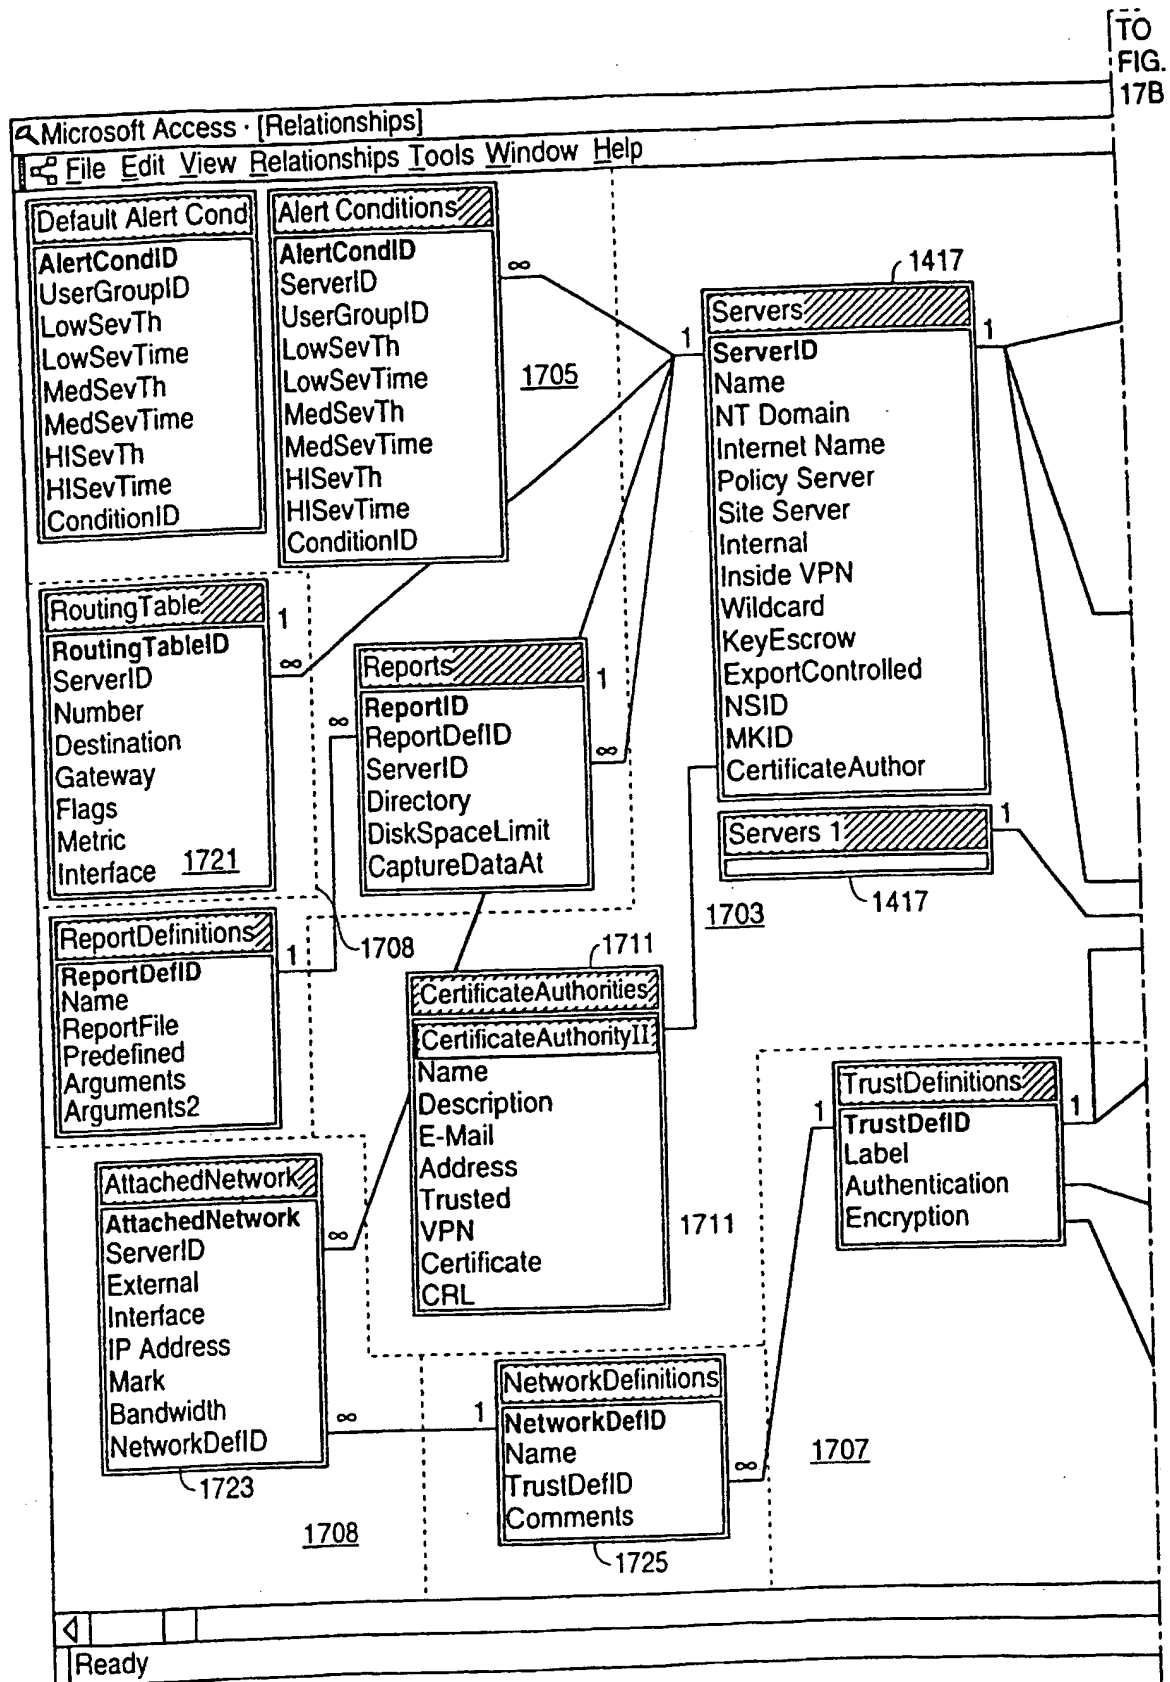 TO
FIG.
17B
Microsoft Access · [Relationships]
File Edit View Relationships Tools Window Help
Default Alert Cond
AlertCondID
UserGroupID
LowSevTh
LowSevTime
MedSevTh
MedSevTime
HISevTh
HISevTime
ConditionID
Alert Conditions
AlertCondID
ServerID
UserGroupID
LowSevTh
LowSevTime
MedSevTh
MedSevTime
HISevTh
HISevTime
ConditionID
∞
1705
1417
1
Servers
1
ServerID
Name
NT Domain
Internet Name
Policy Server
Site Server
Internal
Inside VPN
Wildcard
KeyEscrow
ExportControlled
NSID
MKID
CertificateAuthor
Servers 1
1
1417
1703
RoutingTable
1
RoutingTableID
∞
ServerID
Number
Destination
Gateway
Flags
Metric
Interface
1721
1708
Reports
1
ReportID
∞
ReportDefID
∞
ServerID
Directory
DiskSpaceLimit
CaptureDataAt
ReportDefinitions
1
ReportDefID
Name
ReportFile
Predefined
Arguments
Arguments2
1711
CertificateAuthorities
CertificateAuthorityII
Name
Description
E-Mail
Address
Trusted
VPN
Certificate
CRL
1711
TrustDefinitions
1
1
TrustDefID
Label
Authentication
Encryption
AttachedNetwork
AttachedNetwork
∞
ServerID
External
Interface
IP Address
Mark
Bandwidth
∞
NetworkDefID
1723
1708
NetworkDefinitions
1
NetworkDefID
Name
∞
TrustDefID
Comments
1725
1707
Ready